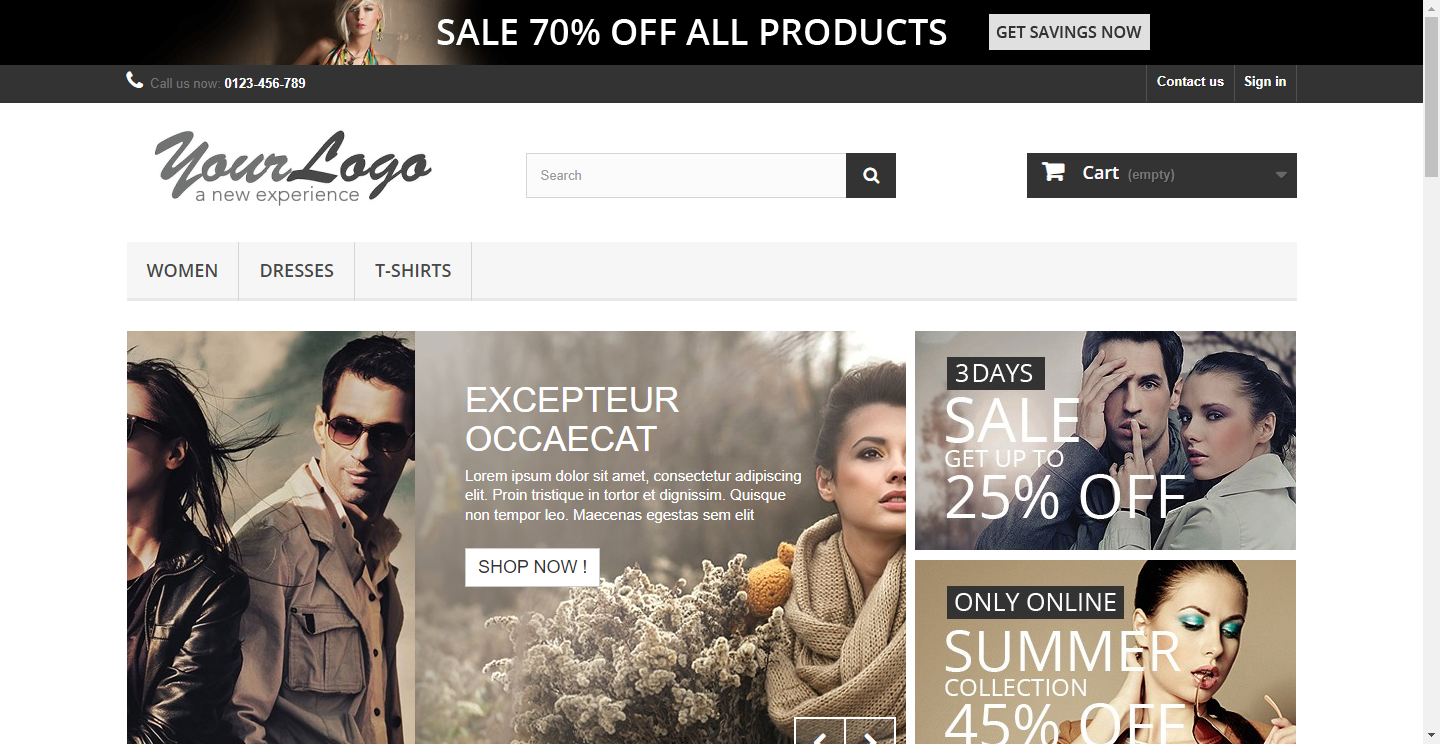 SALE 70% OFF ALL PRODUCTS
GET SAVINGS NOW
Call us now: 0123-456-789
Contact us
Sign in
YourLogo
a new experience
Search
Cart (empty)
WOMEN
DRESSES
T-SHIRTS
EXCEPTEUR
OCCAECAT
Lorem ipsum dolor sit amet, consectetur adipiscing
elit. Proin tristique in tortor et dignissim. Quisque
non tempor leo. Maecenas egestas sem elit
SHOP NOW !
3DAYS
SALE
GET UP TO
25% OFF
ONLY ONLINE
SUMMER
COLLECTION
45% OFF